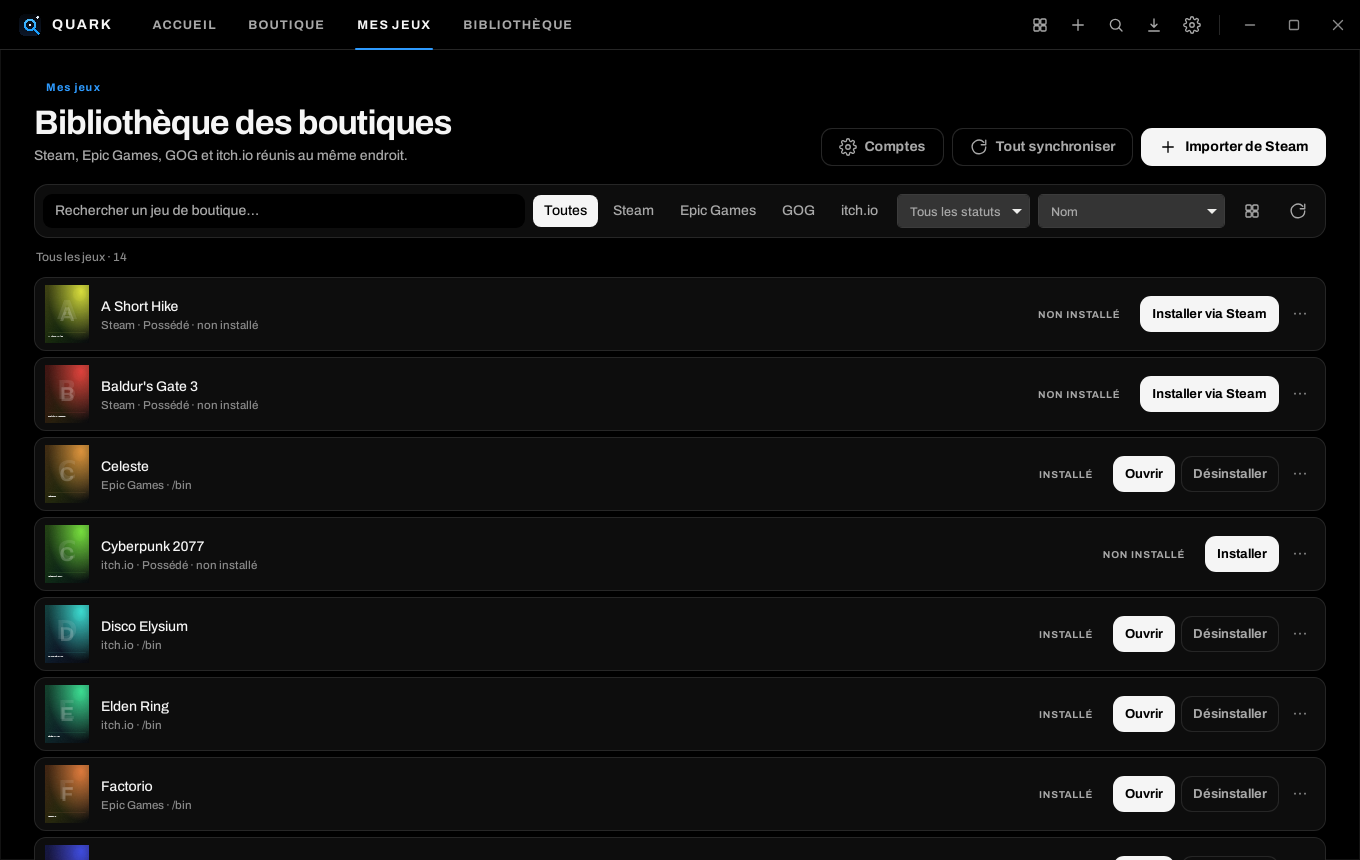 QUARK
ACCUEIL
BOUTIQUE
MES JEUX
BIBLIOTHÈQUE
Mes jeux
Bibliothèque des boutiques
Steam, Epic Games, GOG et itch.io réunis au même endroit.
Comptes
Tout synchroniser
Importer de Steam
Rechercher un jeu de boutique...
Toutes
Steam
Epic Games
GOG
itch.io
Tous les statuts
Nom
Tous les jeux · 14
A
A Short Hike
Steam · Possédé · non installé
NON INSTALLÉ
Installer via Steam
B
Baldur's Gate 3
Steam · Possédé · non installé
NON INSTALLÉ
Installer via Steam
C
Celeste
Epic Games · /bin
INSTALLÉ
Ouvrir
Désinstaller
C
Cyberpunk 2077
itch.io · Possédé · non installé
NON INSTALLÉ
Installer
D
Disco Elysium
itch.io · /bin
INSTALLÉ
Ouvrir
Désinstaller
E
Elden Ring
itch.io · /bin
INSTALLÉ
Ouvrir
Désinstaller
F
Factorio
Epic Games · /bin
INSTALLÉ
Ouvrir
Désinstaller